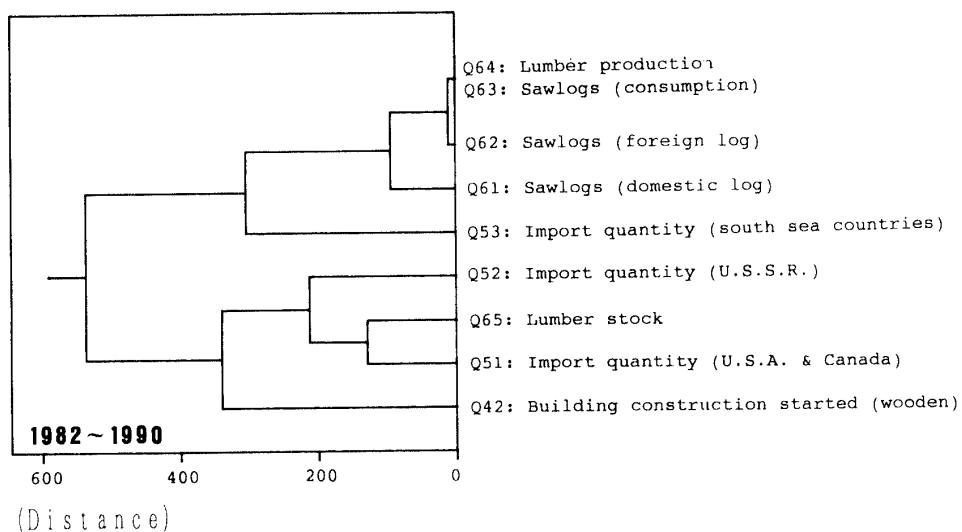 Q64: Lumber production
Q63: Sawlogs (consumption)
Q62: Sawlogs (foreign log)
Q61: Sawlogs (domestic log)
Q53: Import quantity (south sea countries)
Q52: Import quantity (U.S.S.R.)
Q65: Lumber stock
Q51: Import quantity (U.S.A. & Canada)
Q42: Building construction started (wooden)
1982~1990
600 400 200 0
(Distance)